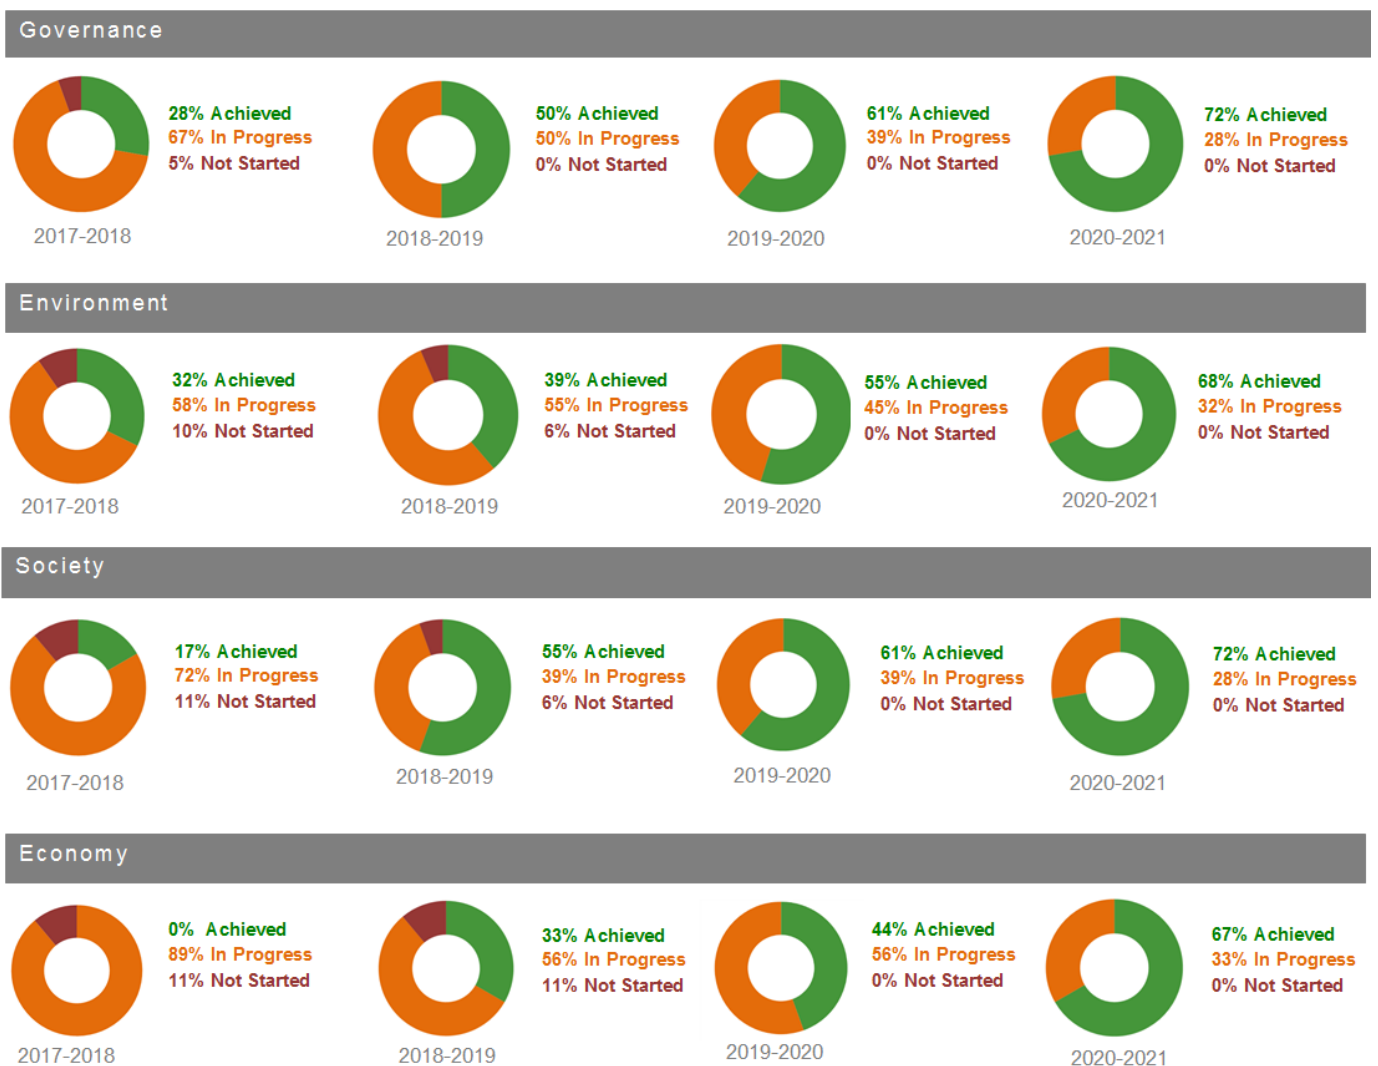 Governance
28% Achieved
67% In Progress
5% Not Started
2017-2018
50% Achieved
50% In Progress
0% Not Started
2018-2019
61% Achieved
39% In Progress
0% Not Started
2019-2020
72% Achieved
28% In Progress
0% Not Started
2020-2021
Environment
32% Achieved
58% In Progress
10% Not Started
2017-2018
39% Achieved
55% In Progress
6% Not Started
2018-2019
55% Achieved
45% In Progress
0% Not Started
2019-2020
68% Achieved
32% In Progress
0% Not Started
2020-2021
Society
17% Achieved
72% In Progress
11% Not Started
2017-2018
55% Achieved
39% In Progress
6% Not Started
2018-2019
61% Achieved
39% In Progress
0% Not Started
2019-2020
72% Achieved
28% In Progress
0% Not Started
2020-2021
Economy
0% Achieved
89% In Progress
11% Not Started
2017-2018
33% Achieved
56% In Progress
11% Not Started
2018-2019
44% Achieved
56% In Progress
0% Not Started
2019-2020
67% Achieved
33% In Progress
0% Not Started
2020-2021